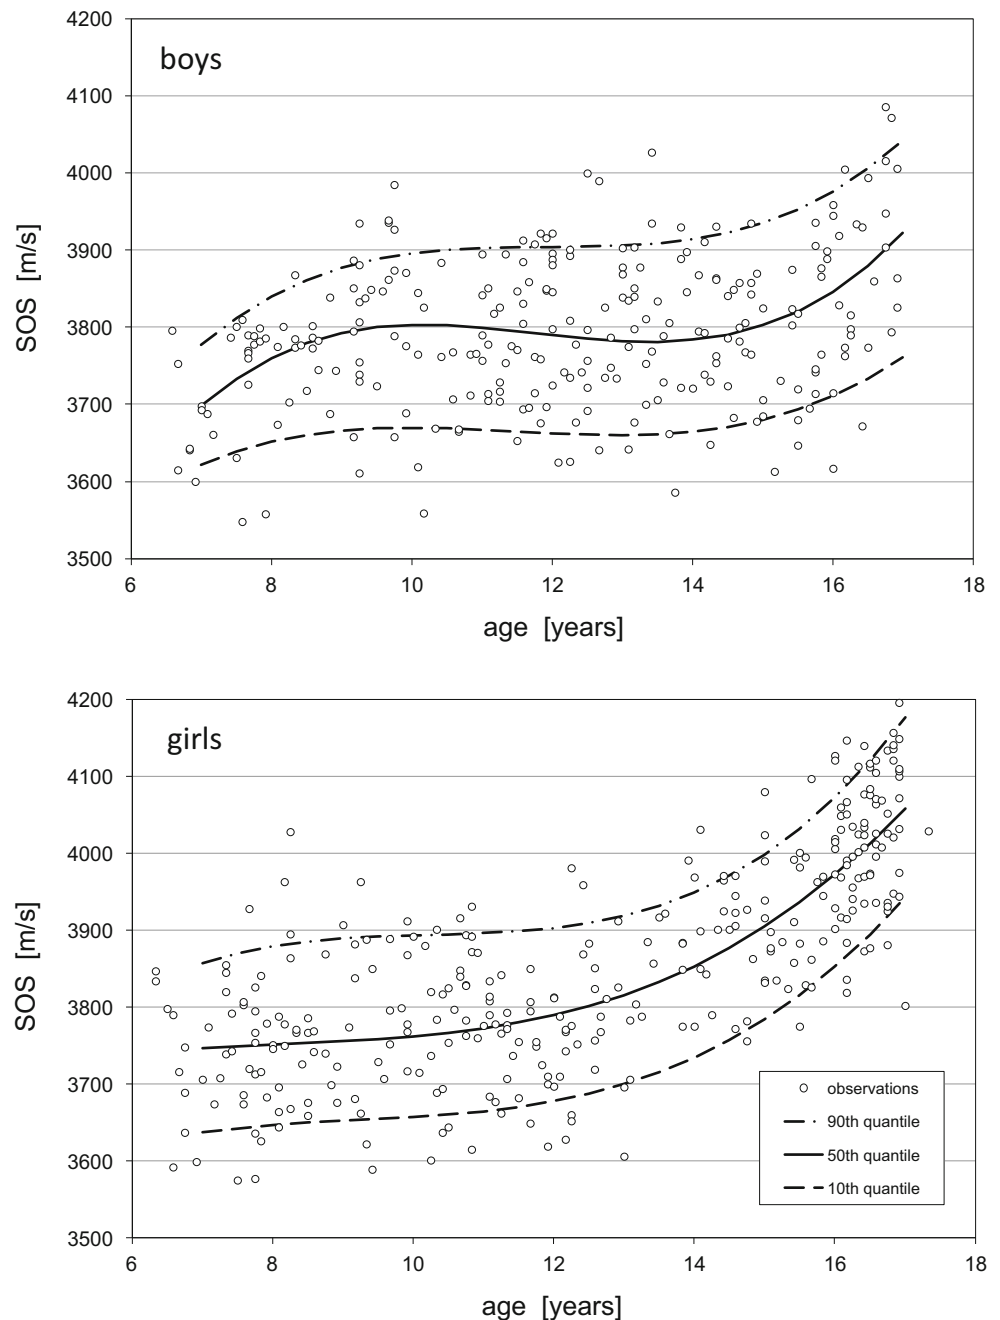 4200
boys
4100
4000
3900
SOS [m/s]
3800
3700
3600
3500
6 8 10 12 14 16 18
age [years]
4200
girls
4100
4000
3900
SOS [m/s]
3800
3700
observations
90th quantile
3600
50th quantile
10th quantile
3500
6 8 10 12 14 16 18
age [years]